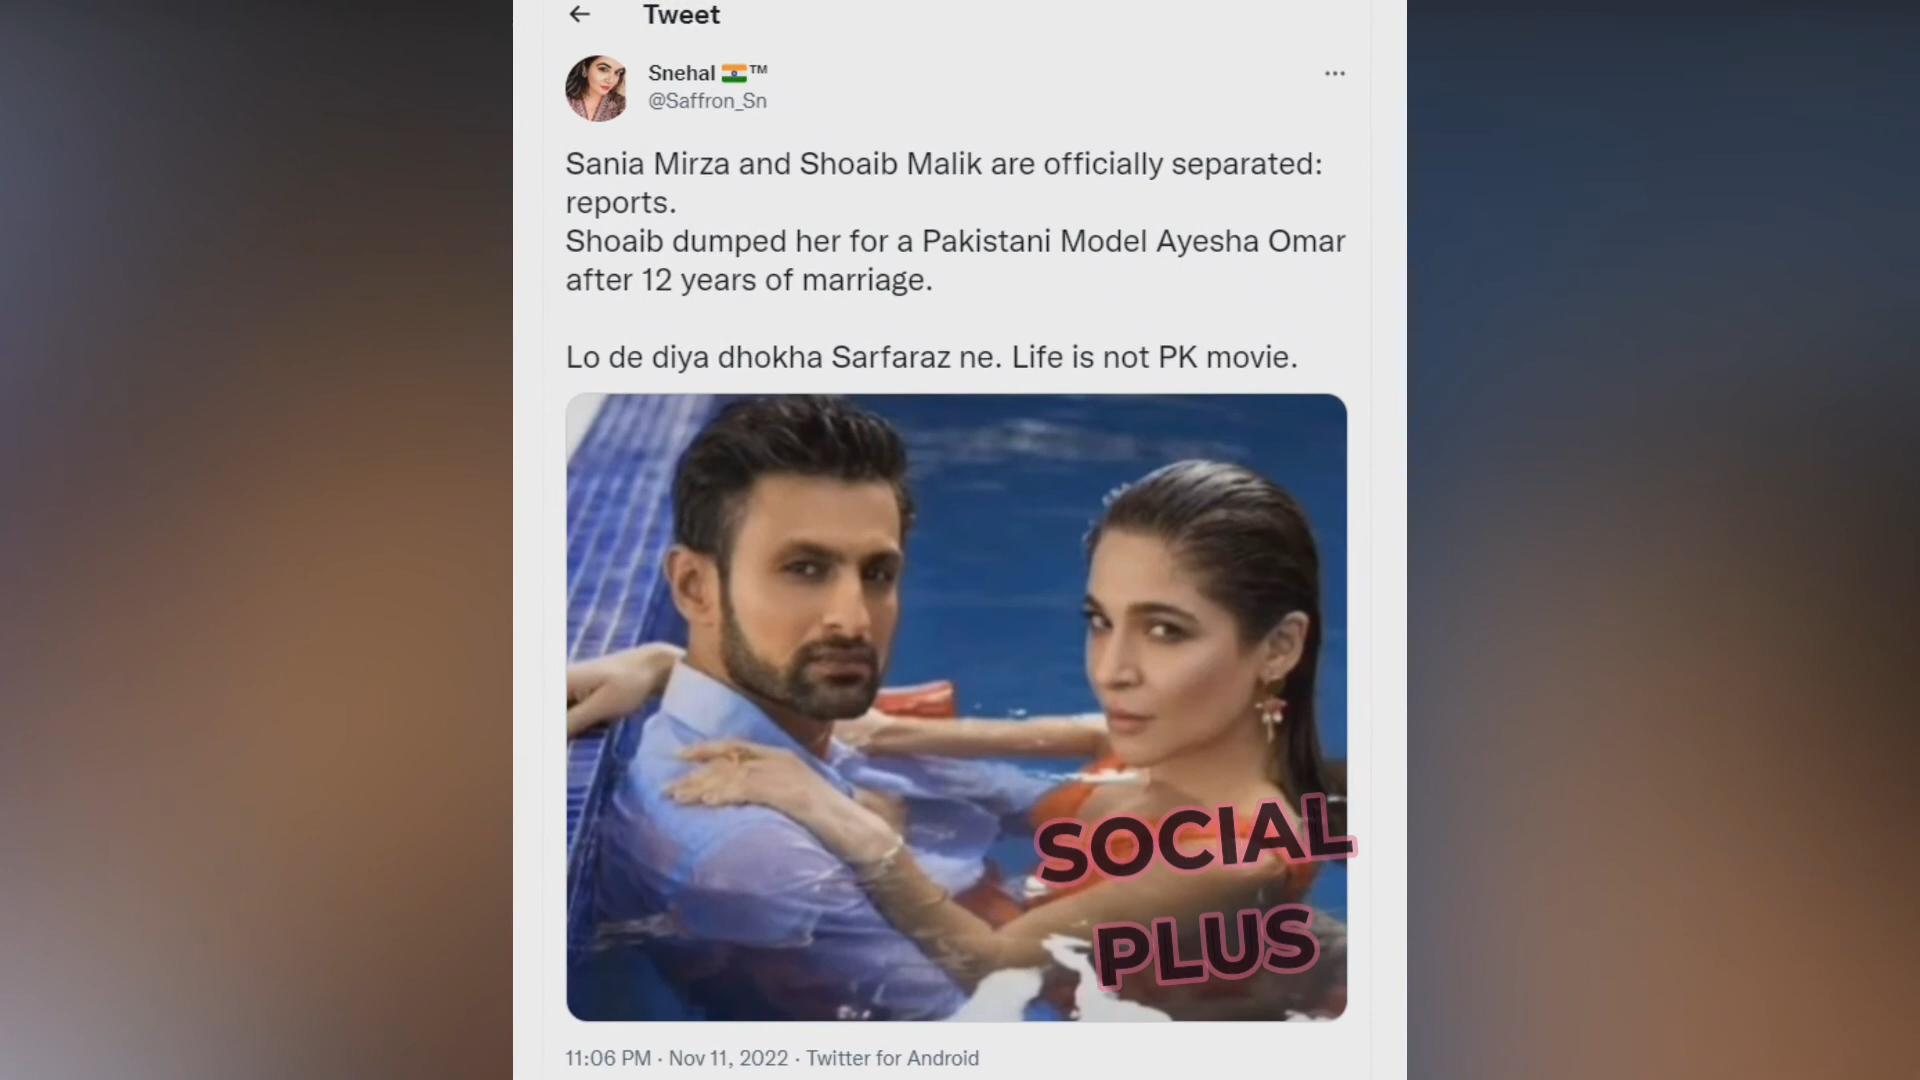 Tweet
Snehal 🇮🇳™
@Saffron_Sn
Sania Mirza and Shoaib Malik are officially separated:
reports.
Shoaib dumped her for a Pakistani Model Ayesha Omar
after 12 years of marriage.
Lo de diya dhokha Sarfaraz ne. Life is not PK movie.
SOCIAL
PLUS
11:06 PM · Nov 11, 2022 · Twitter for Android